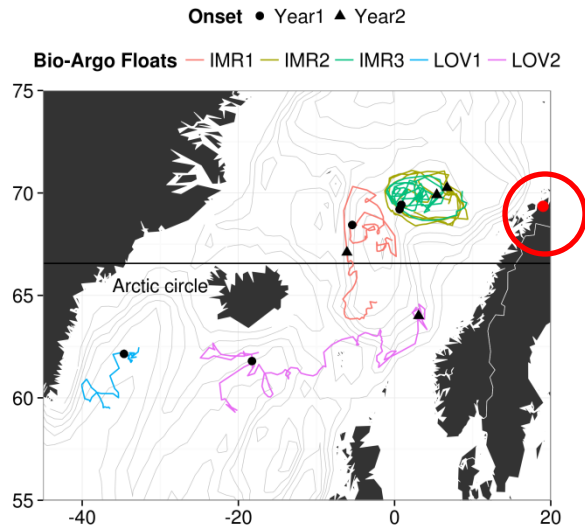 Onset Year1 Year2
Bio-Argo Floats IMR1 IMR2 IMR3 LOV1 LOV2
75
70
65
Arctic circle
60
55
-40 -20 0 20